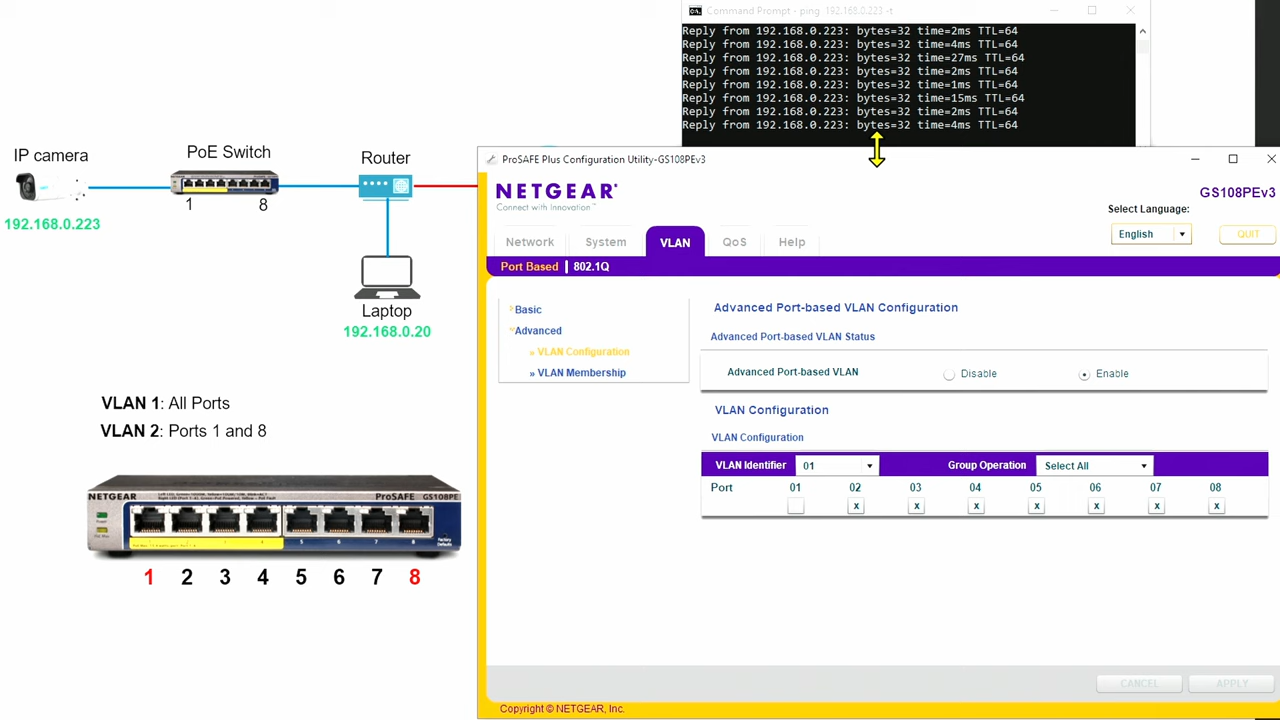 Command Prompt - ping 192.168.0.223 -t
Reply from 192.168.0.223: bytes=32 time=2ms TTL=64
Reply from 192.168.0.223: bytes=32 time=4ms TTL=64
Reply from 192.168.0.223: bytes=32 time=27ms TTL=64
Reply from 192.168.0.223: bytes=32 time=2ms TTL=64
Reply from 192.168.0.223: bytes=32 time=1ms TTL=64
Reply from 192.168.0.223: bytes=32 time=15ms TTL=64
Reply from 192.168.0.223: bytes=32 time=2ms TTL=64
Reply from 192.168.0.223: bytes=32 time=4ms TTL=64
IP camera
PoE Switch
Router
1 8
192.168.0.223
Laptop
192.168.0.20
VLAN 1: All Ports
VLAN 2: Ports 1 and 8
NETGEAR
ProSAFE GS108PE
Factory
Defaults
1 2 3 4 5 6 7 8
ProSAFE Plus Configuration Utility-GS108PEv3
NETGEAR®
Connect with Innovation™
GS108PEv3
Select Language:
English
QUIT
Network System VLAN QoS Help
Port Based | 802.1Q
Basic
Advanced
» VLAN Configuration
» VLAN Membership
Advanced Port-based VLAN Configuration
Advanced Port-based VLAN Status
Advanced Port-based VLAN Disable Enable
VLAN Configuration
VLAN Configuration
VLAN Identifier 01 Group Operation Select All
Port 01 02 03 04 05 06 07 08
x x x x x x x
CANCEL APPLY
Copyright © NETGEAR, Inc.